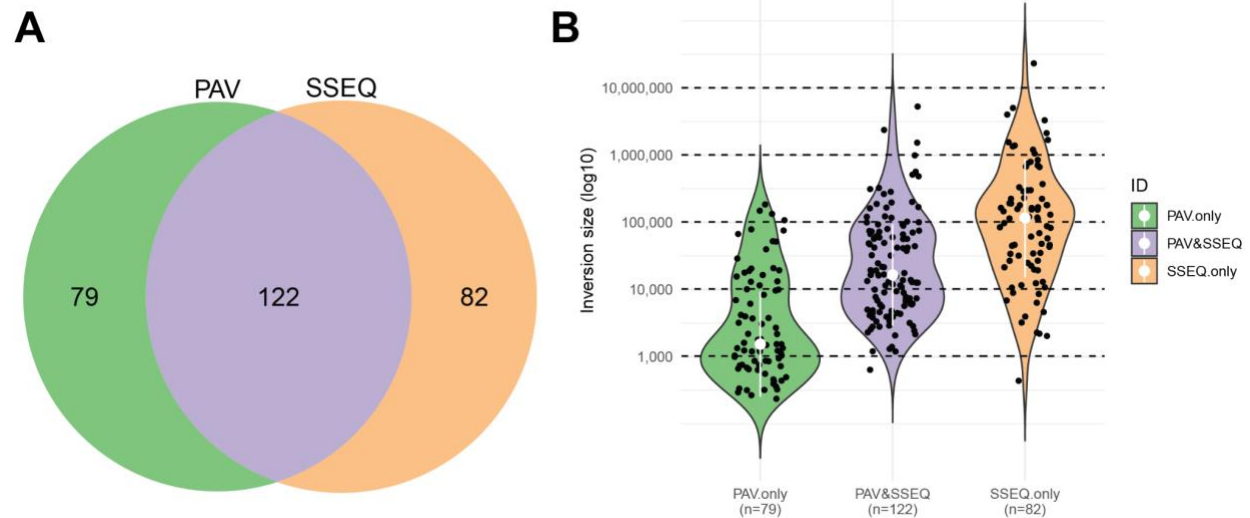 A
PAV
SSEQ
79
122
82
B
Inversion size (log10)
10,000,000
1,000,000
100,000
10,000
1,000
PAV.only
(n=79)
PAV&SSEQ
(n=122)
SSEQ.only
(n=82)
ID
PAV.only
PAV&SSEQ
SSEQ.only